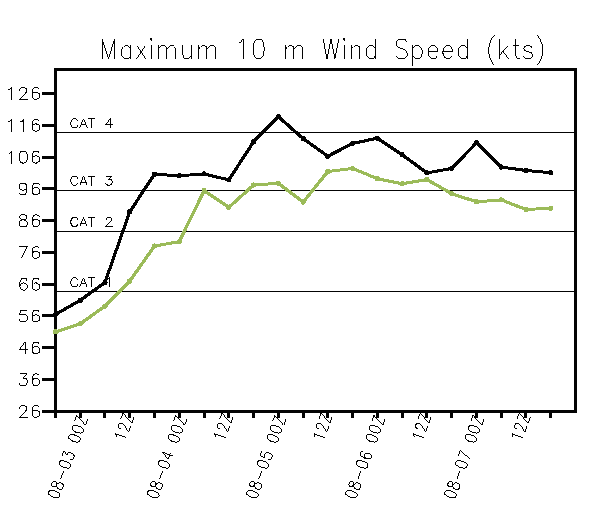 Maximum 10 m Wind Speed (kts)
126
116
CAT 4
106
96
CAT 3
86
CAT 2
76
66
CAT 1
56
46
36
26
08-03 00Z
12Z
08-04 00Z
12Z
08-05 00Z
12Z
08-06 00Z
12Z
08-07 00Z
12Z